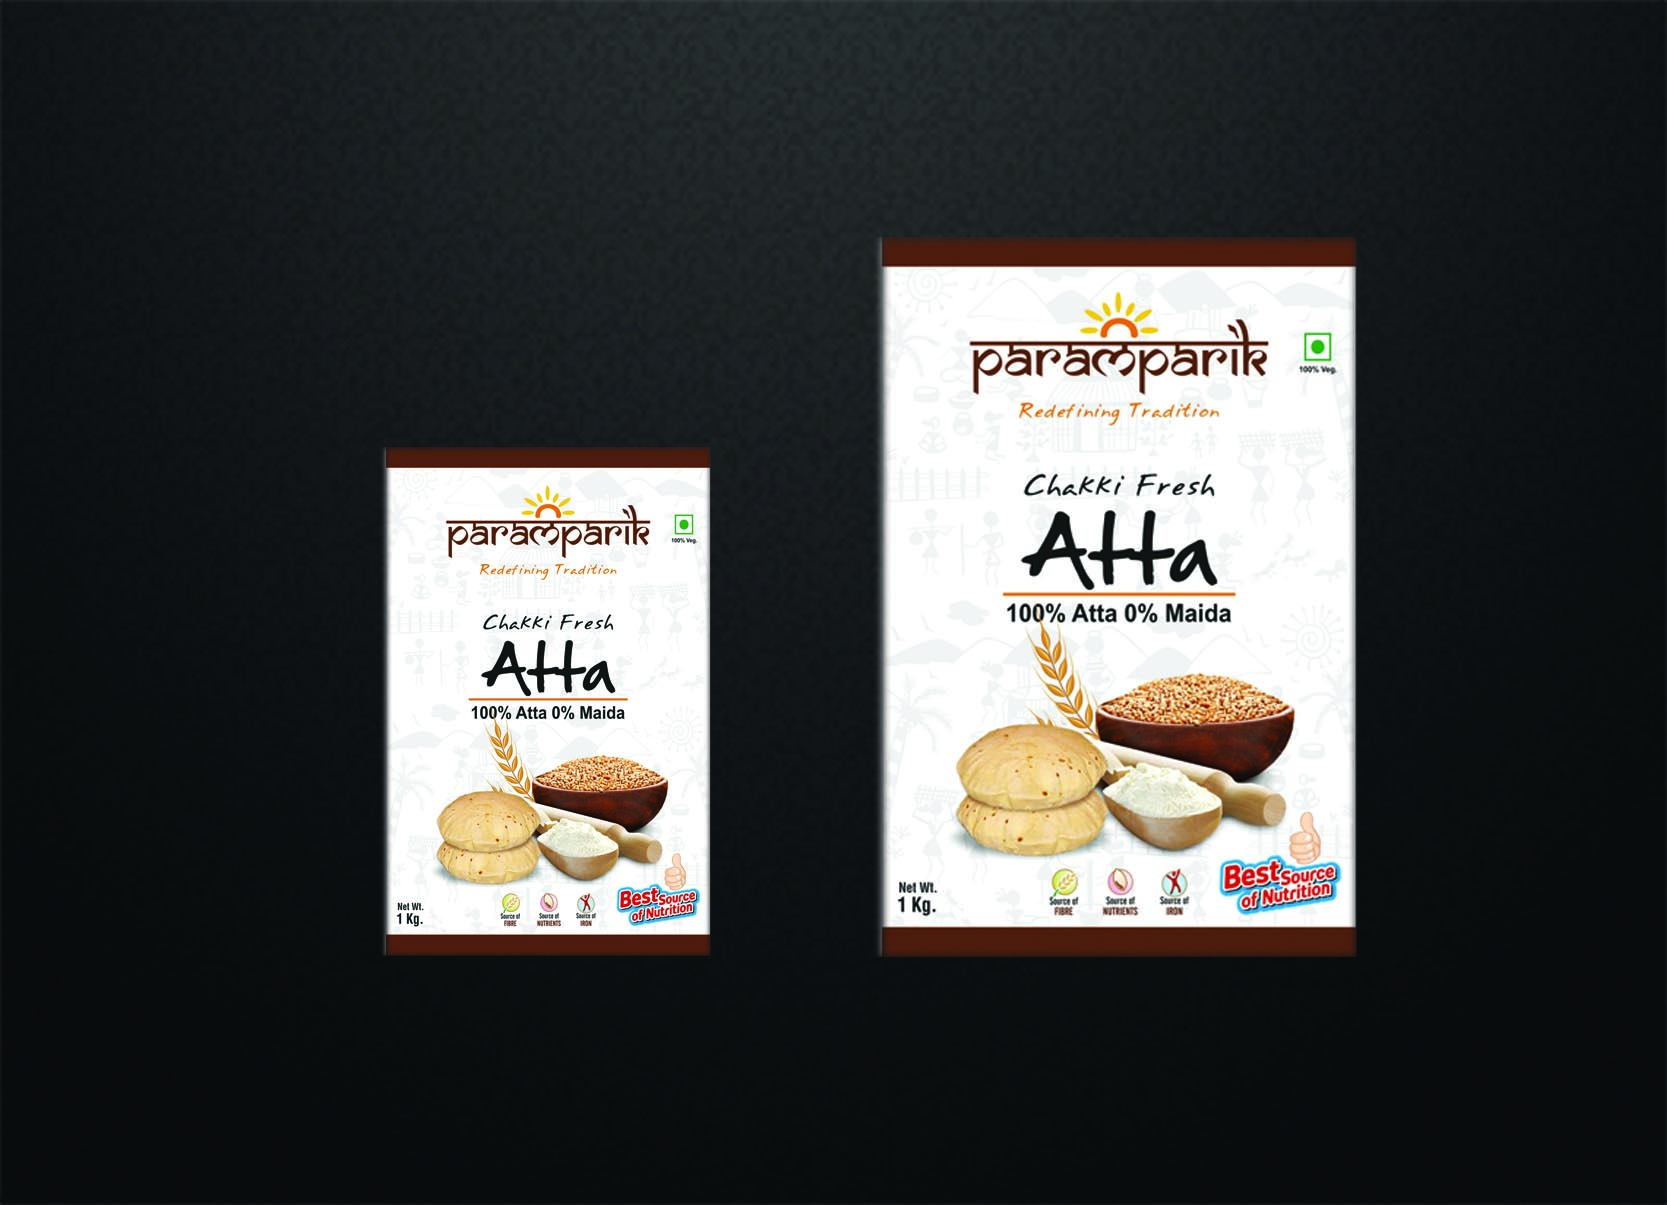 paramparik
Redefining Tradition
100% Veg.
Chakki Fresh
Atta
100% Atta 0% Maida
Net Wt.
1 Kg.
Source of
FIBRE
Source of
NUTRIENTS
Source of
IRON
Best Source
of Nutrition
paramparik
Redefining Tradition
100% Veg.
Chakki Fresh
Atta
100% Atta 0% Maida
Net Wt.
1 Kg.
Source of
FIBRE
Source of
NUTRIENTS
Source of
IRON
Best Source
of Nutrition